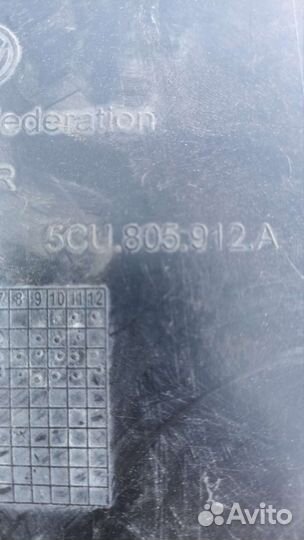 ederation
R
5CU.805.912.A
7 8 9 10 11 12
Avito